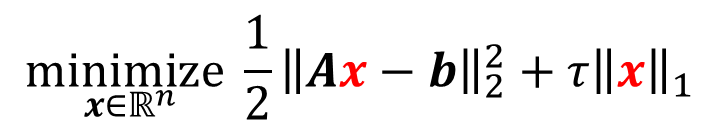 minimize 1/2 ‖Ax − b‖₂² + τ‖x‖₁
x∈ℝⁿ